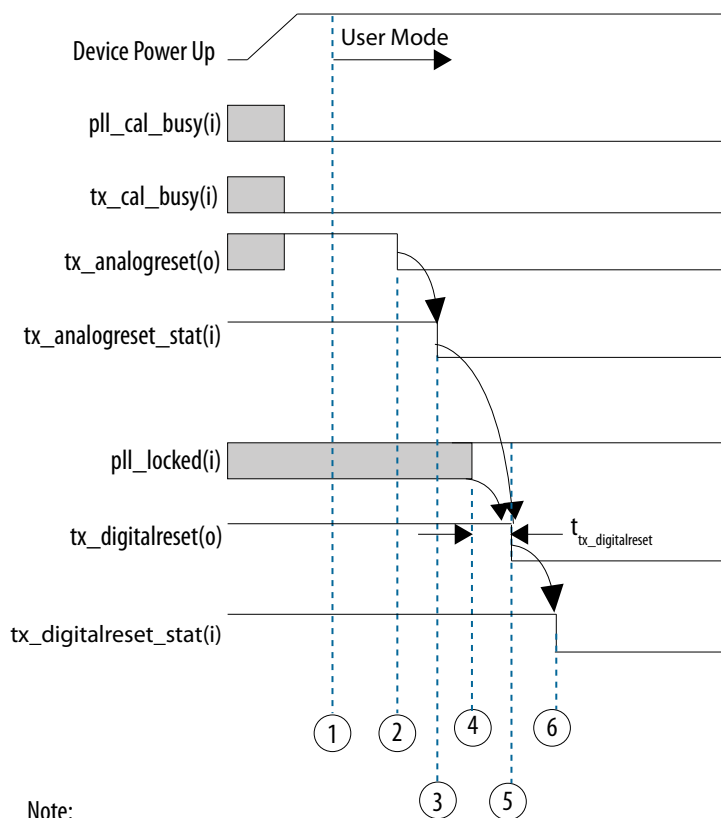 User Mode
Device Power Up
pll_cal_busy(i)
tx_cal_busy(i)
tx_analogreset(o)
tx_analogreset_stat(i)
pll_locked(i)
tx_digitalreset(o)
t tx_digitalreset
tx_digitalreset_stat(i)
1 2 4 6
3 5
Note: